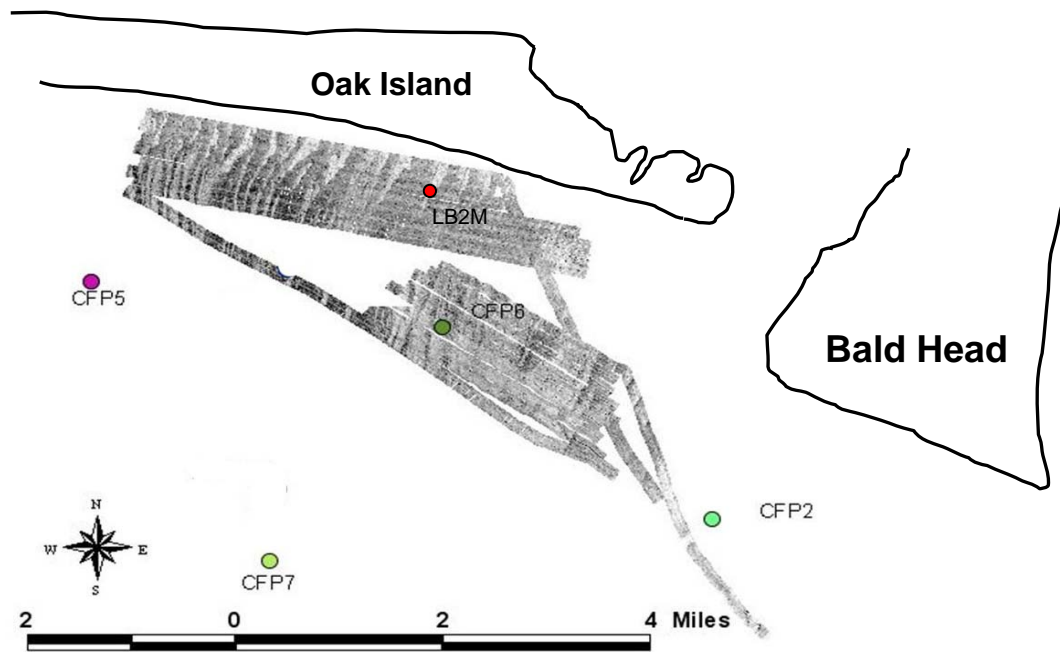 Oak Island
LB2M
CFP5
CFP6
Bald Head
CFP2
CFP7
N
W E
S
2 0 2 4 Miles